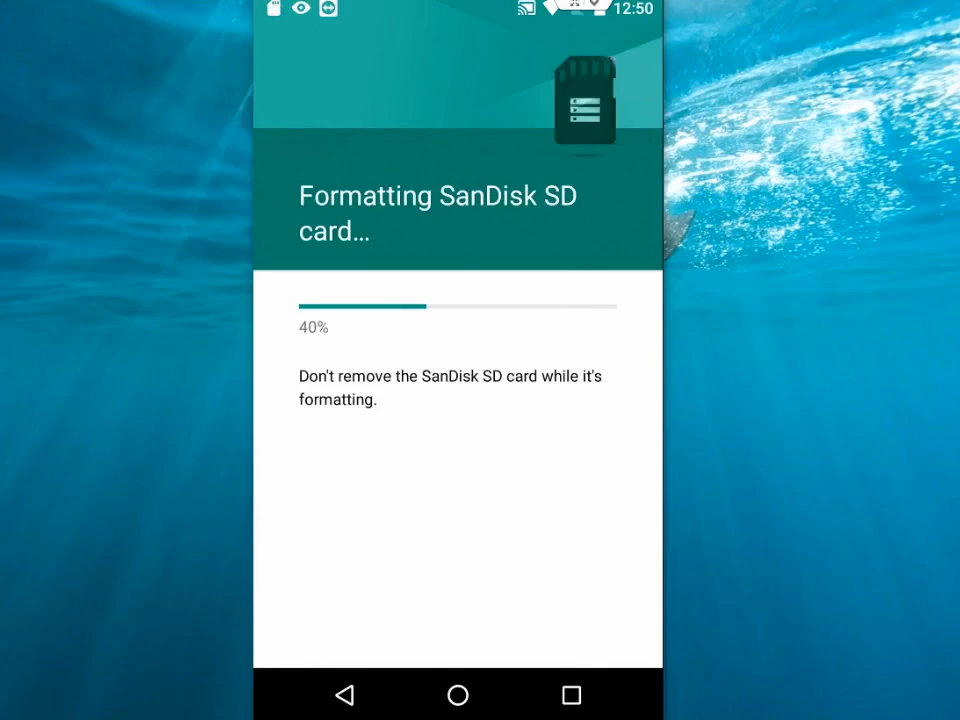 12:50
Formatting SanDisk SD
card...
40%
Don't remove the SanDisk SD card while it's
formatting.